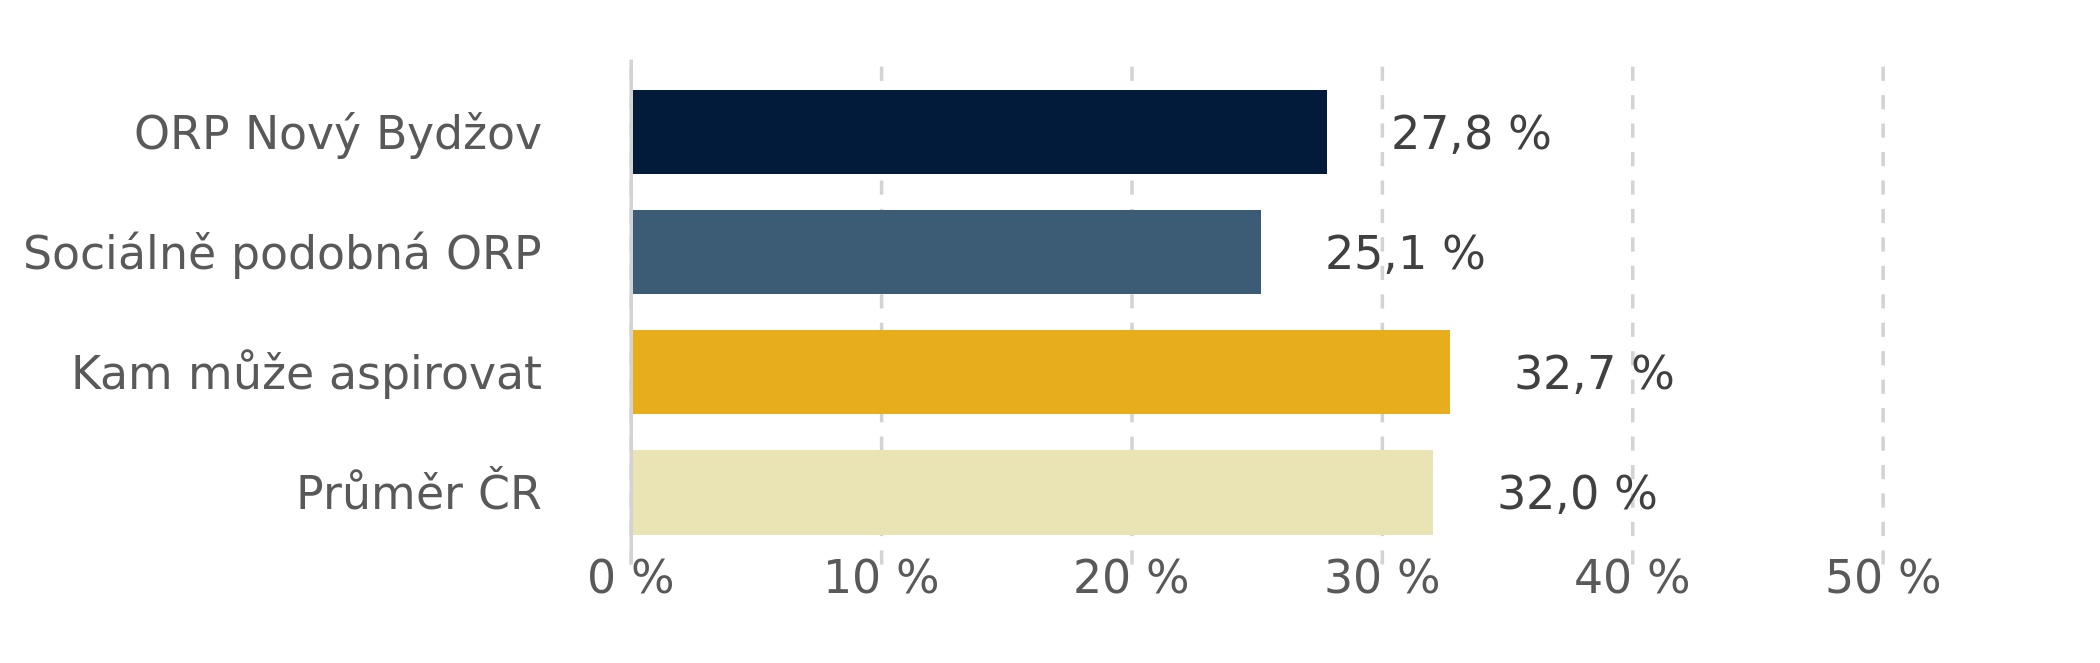 ORP Nový Bydžov 27,8 %
Sociálně podobná ORP 25,1 %
Kam může aspirovat 32,7 %
Průměr ČR 32,0 %
0 % 10 % 20 % 30 % 40 % 50 %